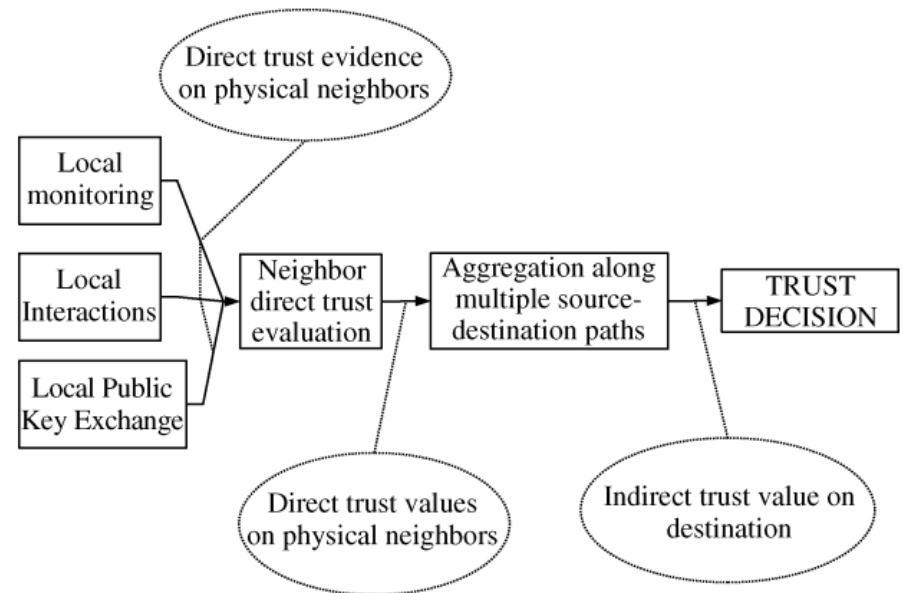 Direct trust evidence
on physical neighbors
Local
monitoring
Local
Interactions
Local Public
Key Exchange
Neighbor
direct trust
evaluation
Aggregation along
multiple source-
destination paths
TRUST
DECISION
Direct trust values
on physical neighbors
Indirect trust value on
destination